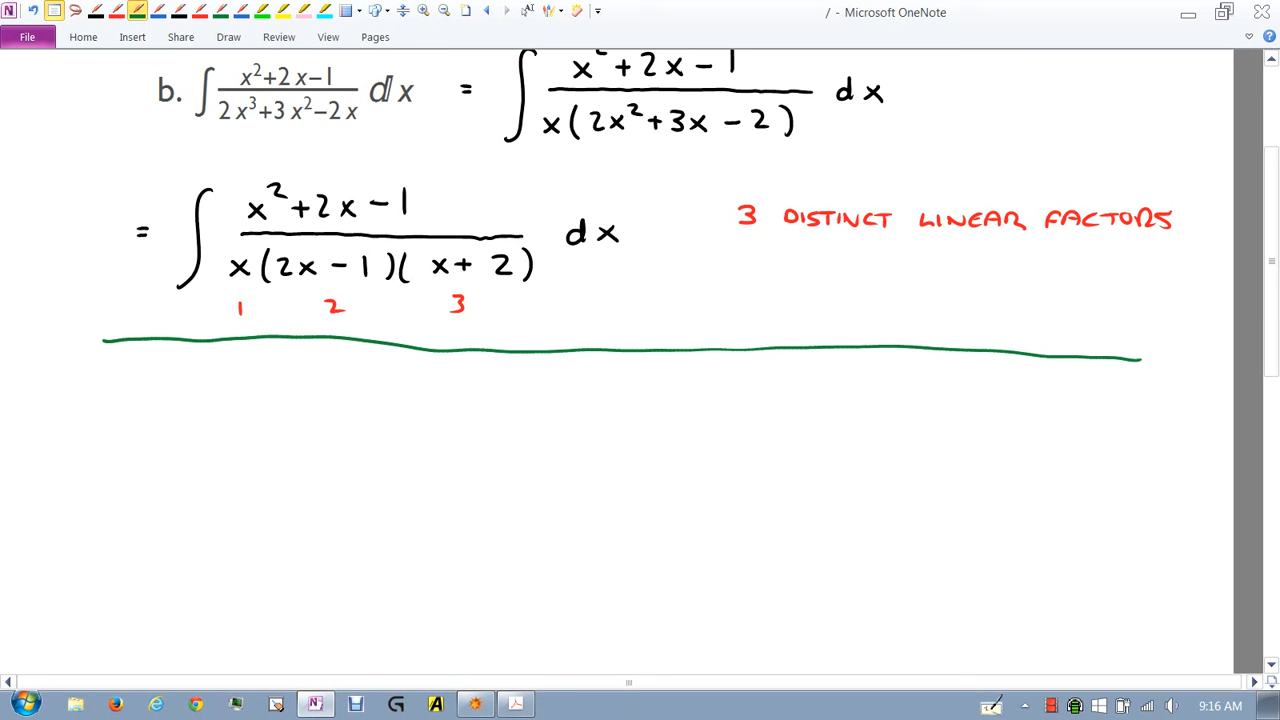 / - Microsoft OneNote
File Home Insert Share Draw Review View Pages
b. ∫ x²+2x−1 / 2x³+3x²−2x dx = ∫ x²+2x−1 / x(2x²+3x−2) dx
= ∫ x²+2x−1 / x(2x−1)(x+2) dx 3 DISTINCT LINEAR FACTORS
1 2 3
9:16 AM